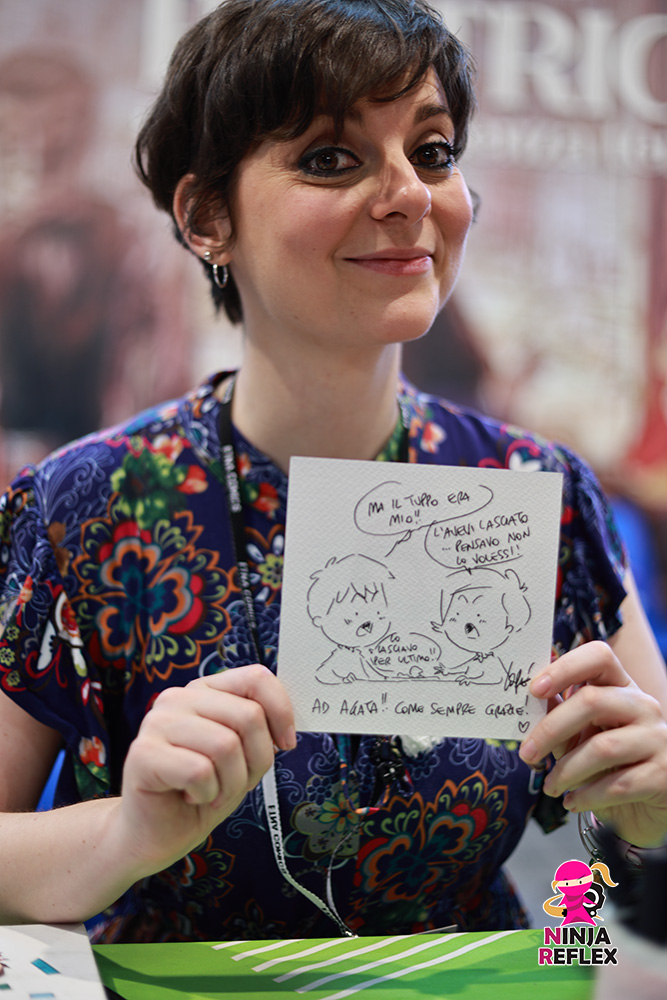 TRIC
MA IL TUPPO ERA
MIO!!
L'AVEVI LASCIATO
... PENSAVO NON
LO VOLESSI!
LO
LASCIAVO
PER ULTIMO!
AD AGATA!! COME SEMPRE GRAZIE!
NINJA
REFLEX